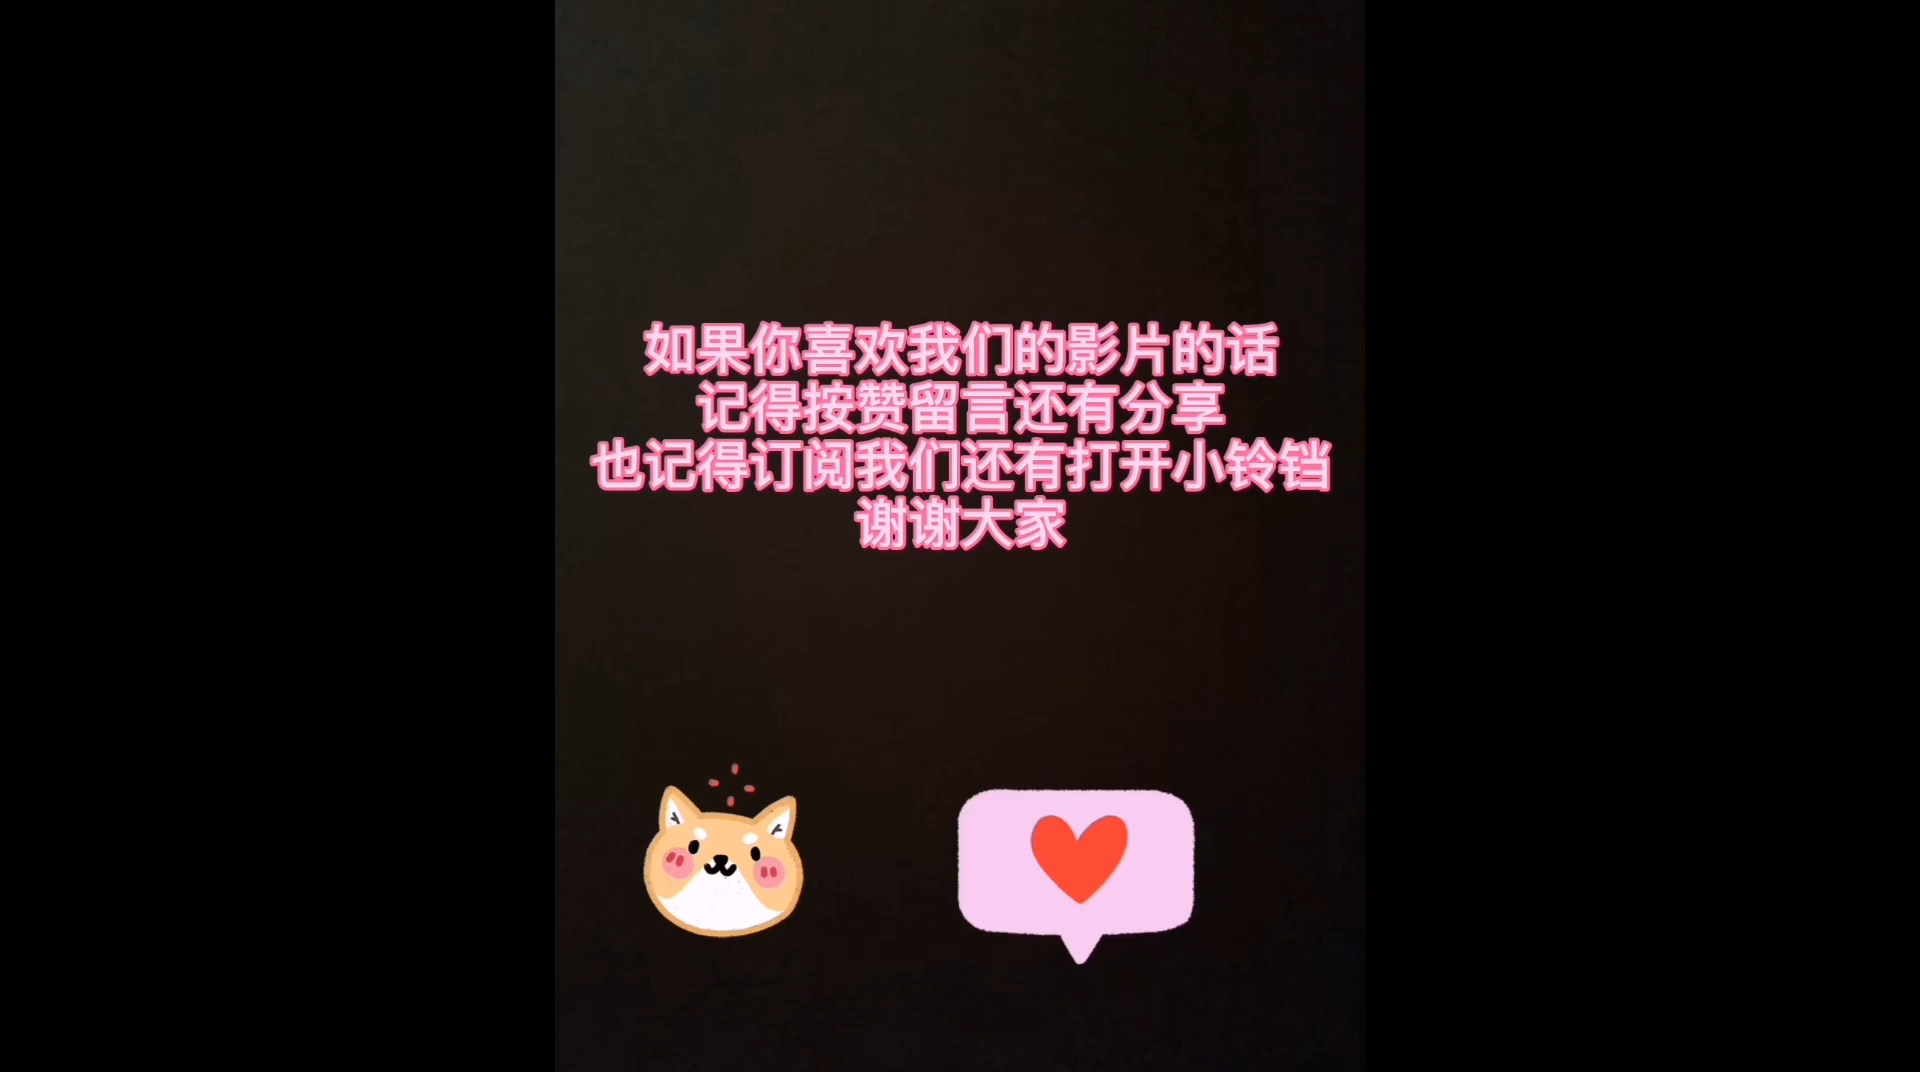 如果你喜欢我们的影片的话
记得按赞留言还有分享
也记得订阅我们还有打开小铃铛
谢谢大家